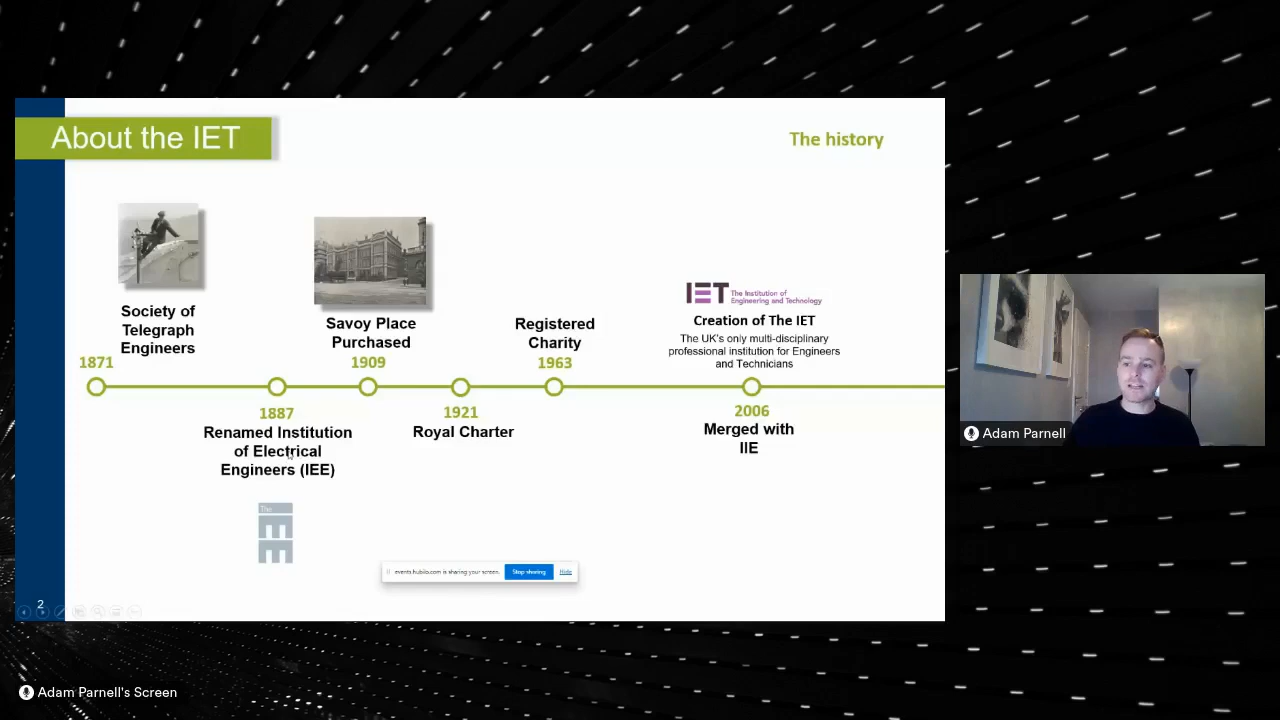 About the IET
The history
Society of
Telegraph
Engineers
1871
Savoy Place
Purchased
1909
Registered
Charity
1963
IET The Institution of
Engineering and Technology
Creation of The IET
The UK's only multi-disciplinary
professional institution for Engineers
and Technicians
1887
Renamed Institution
of Electrical
Engineers (IEE)
The
IEE
1921
Royal Charter
2006
Merged with
IIE
events.hubilo.com is sharing your screen.
Stop sharing
Hide
2
Adam Parnell
Adam Parnell's Screen